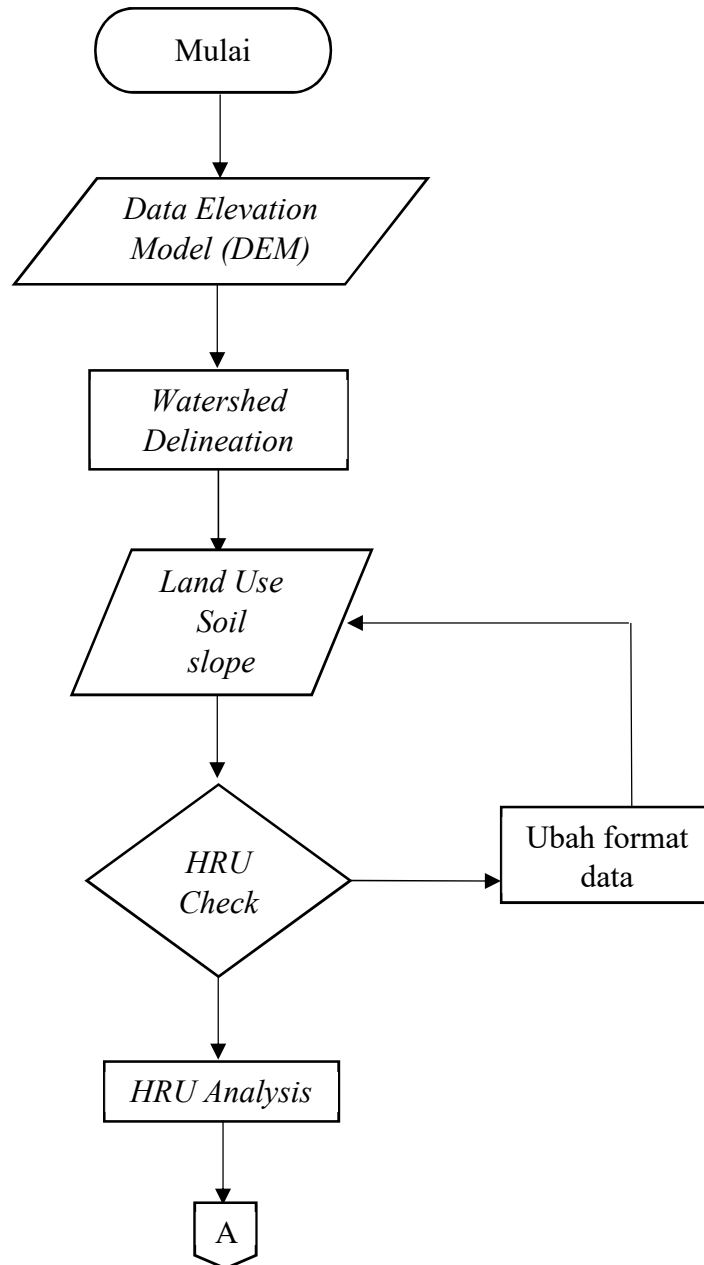 Mulai
Data Elevation
Model (DEM)
Watershed
Delineation
Land Use
Soil
slope
HRU
Check
Ubah format
data
HRU Analysis
A